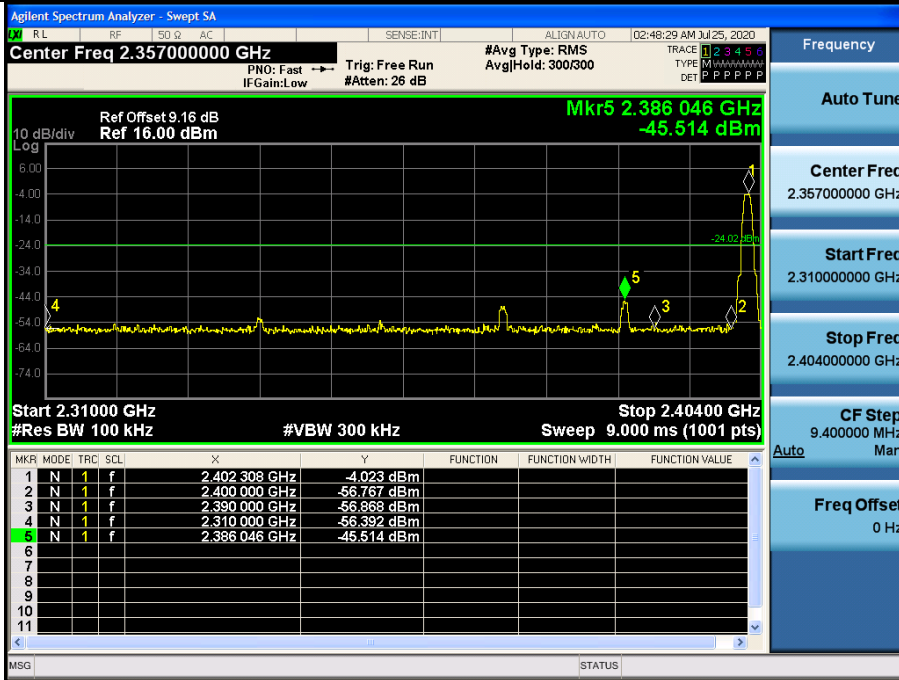 Agilent Spectrum Analyzer - Swept SA
LXI RL RF 50 Ω AC SENSE:INT ALIGN AUTO 02:48:29 AM Jul 25, 2020
Center Freq 2.357000000 GHz
PNO: Fast
IFGain:Low
Trig: Free Run
#Atten: 26 dB
#Avg Type: RMS
Avg|Hold: 300/300
TRACE 1 2 3 4 5 6
TYPE M
DET P P P P P P
Frequency
Auto Tune
Center Freq
2.357000000 GHz
Start Freq
2.310000000 GHz
Stop Freq
2.404000000 GHz
CF Step
9.400000 MHz
Auto Man
Freq Offset
0 Hz
Mkr5 2.386 046 GHz
-45.514 dBm
Ref Offset 9.16 dB
10 dB/div Ref 16.00 dBm
Log
6.00
-4.00
-14.0
-24.0
-34.0
-44.0
-54.0
-64.0
-74.0
-24.02 dBm
1
5
4
3
2
Start 2.31000 GHz Stop 2.40400 GHz
#Res BW 100 kHz #VBW 300 kHz Sweep 9.000 ms (1001 pts)
MKR MODE TRC SCL X Y FUNCTION FUNCTION WIDTH FUNCTION VALUE
1 N 1 f 2.402 308 GHz -4.023 dBm
2 N 1 f 2.400 000 GHz -56.767 dBm
3 N 1 f 2.390 000 GHz -56.868 dBm
4 N 1 f 2.310 000 GHz -56.392 dBm
5 N 1 f 2.386 046 GHz -45.514 dBm
6
7
8
9
10
11
MSG STATUS